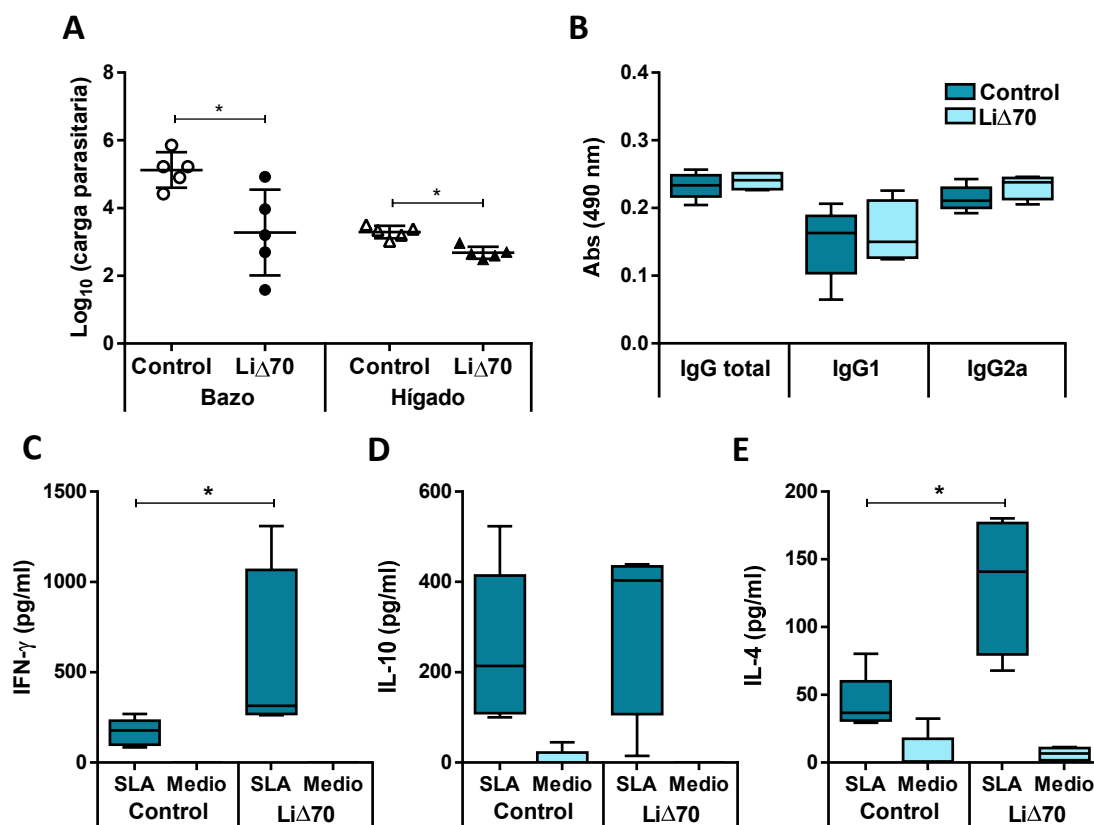 A
Log10 (carga parasitaria)
8
6
4
2
0
*
*
Control LiΔ70 Control LiΔ70
Bazo Hígado
B
Abs (490 nm)
0.4
0.3
0.2
0.1
0.0
Control
LiΔ70
IgG total IgG1 IgG2a
C
IFN-γ (pg/ml)
1500
1000
500
0
*
SLA Medio SLA Medio
Control LiΔ70
D
IL-10 (pg/ml)
600
400
200
0
SLA Medio SLA Medio
Control LiΔ70
E
IL-4 (pg/ml)
200
150
100
50
0
*
SLA Medio SLA Medio
Control LiΔ70